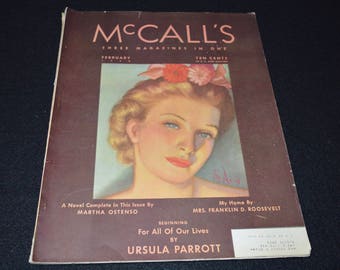 McCALL'S
THREE MAGAZINES IN ONE
FEBRUARY
TEN CENTS
A Novel Complete In This Issue By
MARTHA OSTENSO
My Home By
MRS. FRANKLIN D. ROOSEVELT
BEGINNING
For All of Our Lives
BY
URSULA PARROTT